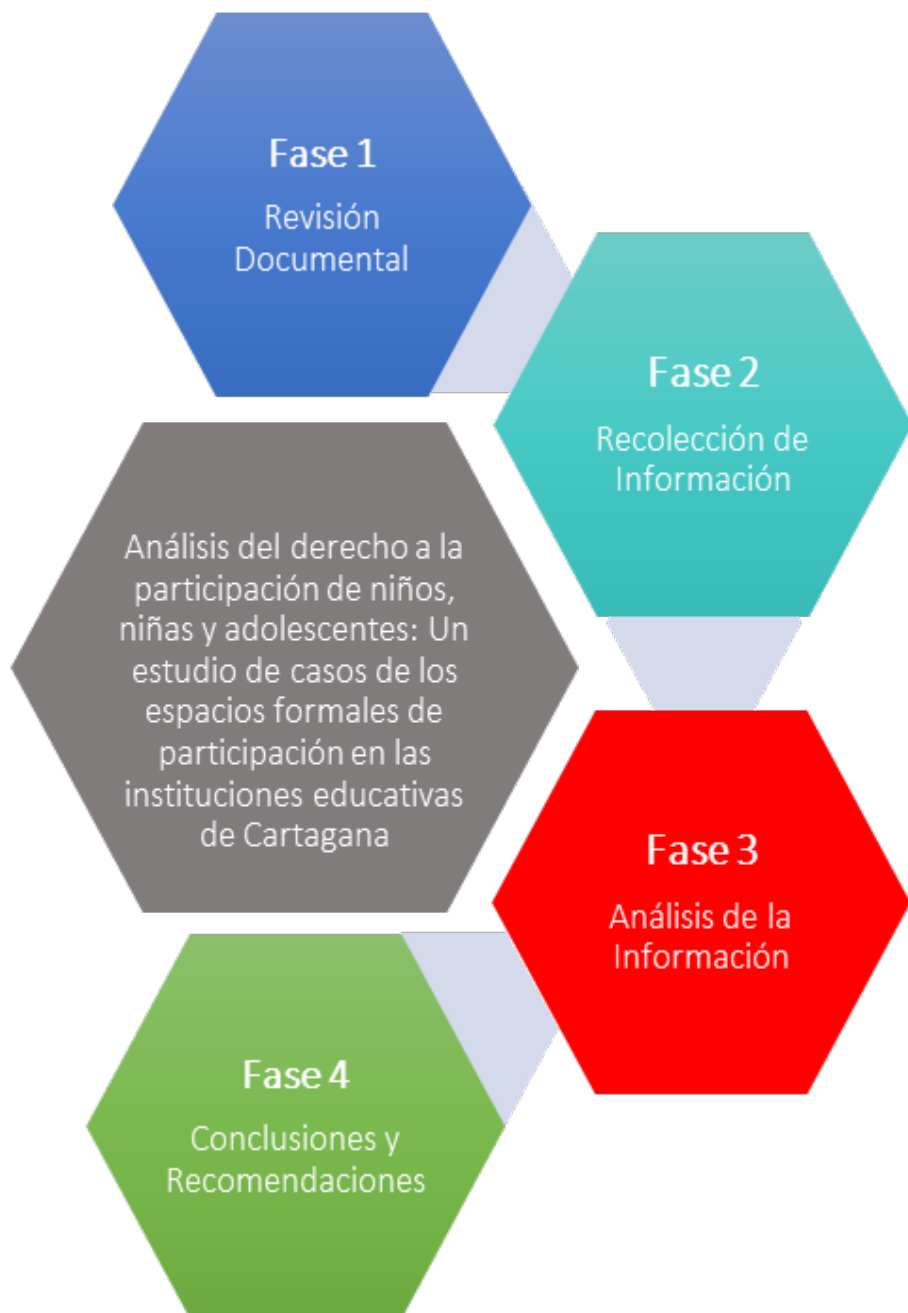 Fase 1
Revisión
Documental
Fase 2
Recolección de
Información
Análisis del derecho a la
participación de niños,
niñas y adolescentes: Un
estudio de casos de los
espacios formales de
participación en las
instituciones educativas
de Cartagana
Fase 3
Análisis de la
Información
Fase 4
Conclusiones y
Recomendaciones